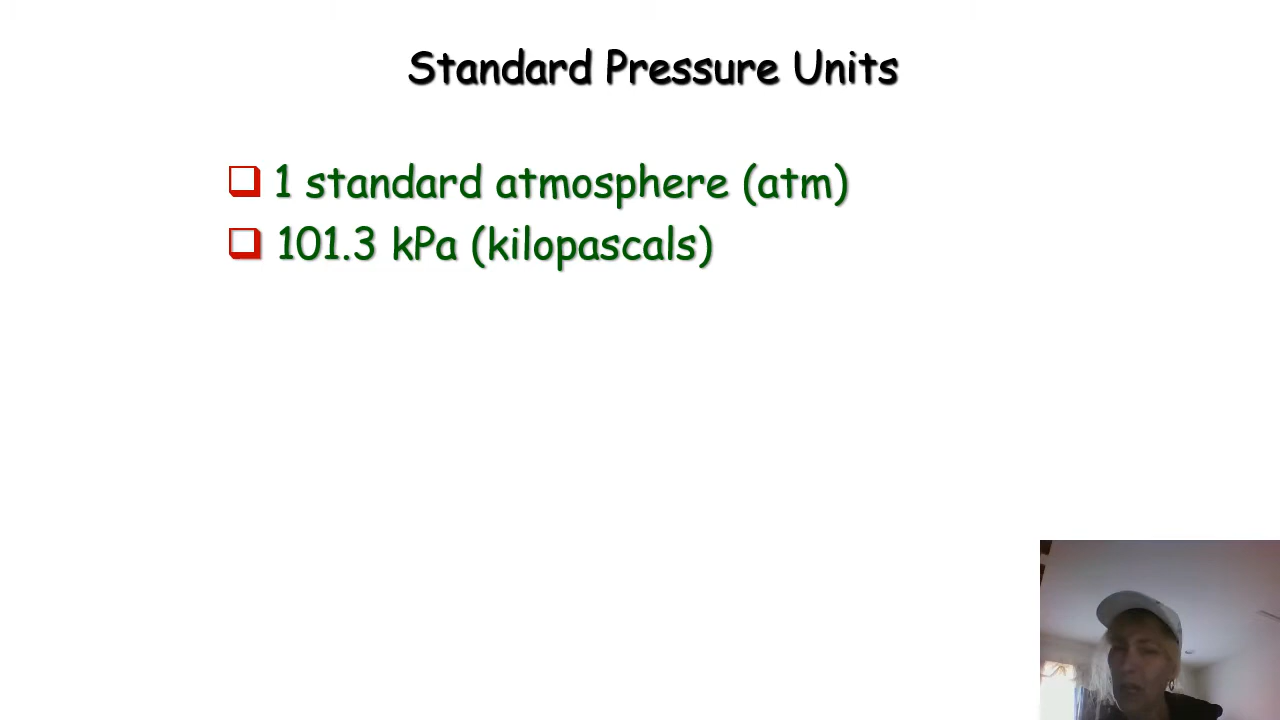 Standard Pressure Units
1 standard atmosphere (atm)
101.3 kPa (kilopascals)